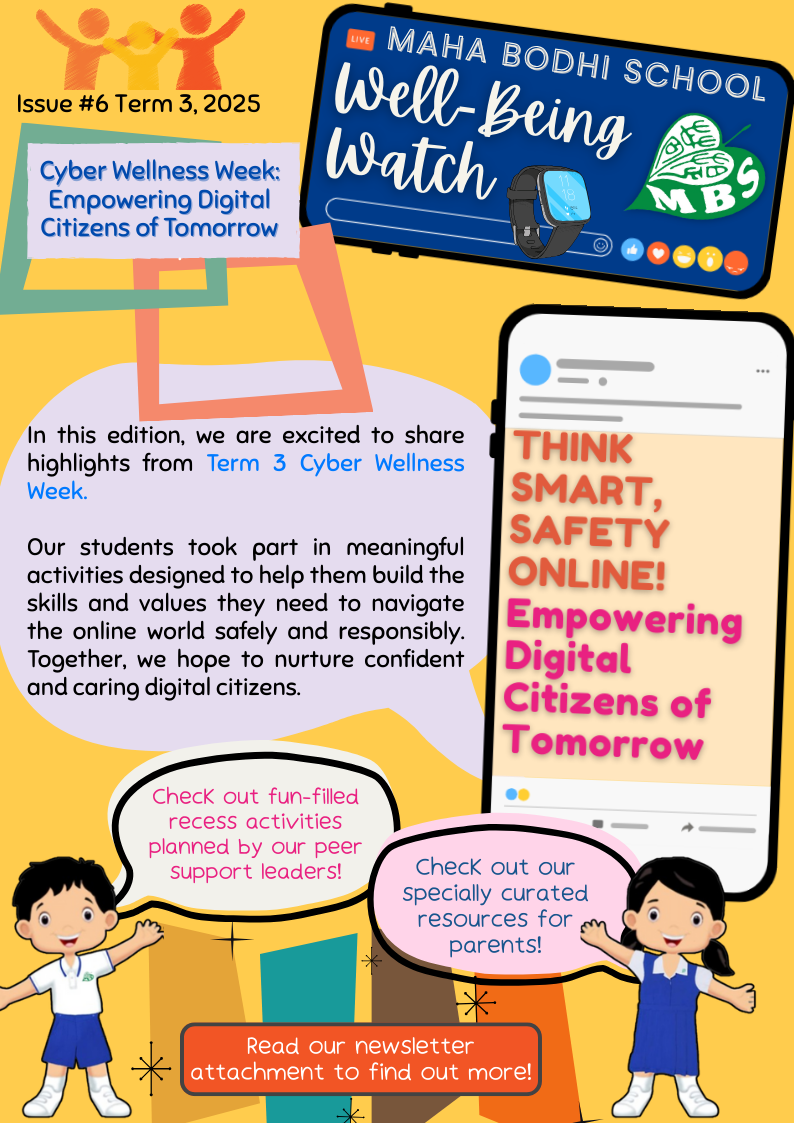 Issue #6 Term 3, 2025
LIVE
MAHA BODHI SCHOOL
Well-Being
Watch
MBS
Cyber Wellness Week:
Empowering Digital
Citizens of Tomorrow
In this edition, we are excited to share
highlights from Term 3 Cyber Wellness
Week.
Our students took part in meaningful
activities designed to help them build the
skills and values they need to navigate
the online world safely and responsibly.
Together, we hope to nurture confident
and caring digital citizens.
THINK
SMART,
SAFETY
ONLINE!
Empowering
Digital
Citizens of
Tomorrow
Check out fun-filled
recess activities
planned by our peer
support leaders!
Check out our
specially curated
resources for
parents!
Read our newsletter
attachment to find out more!